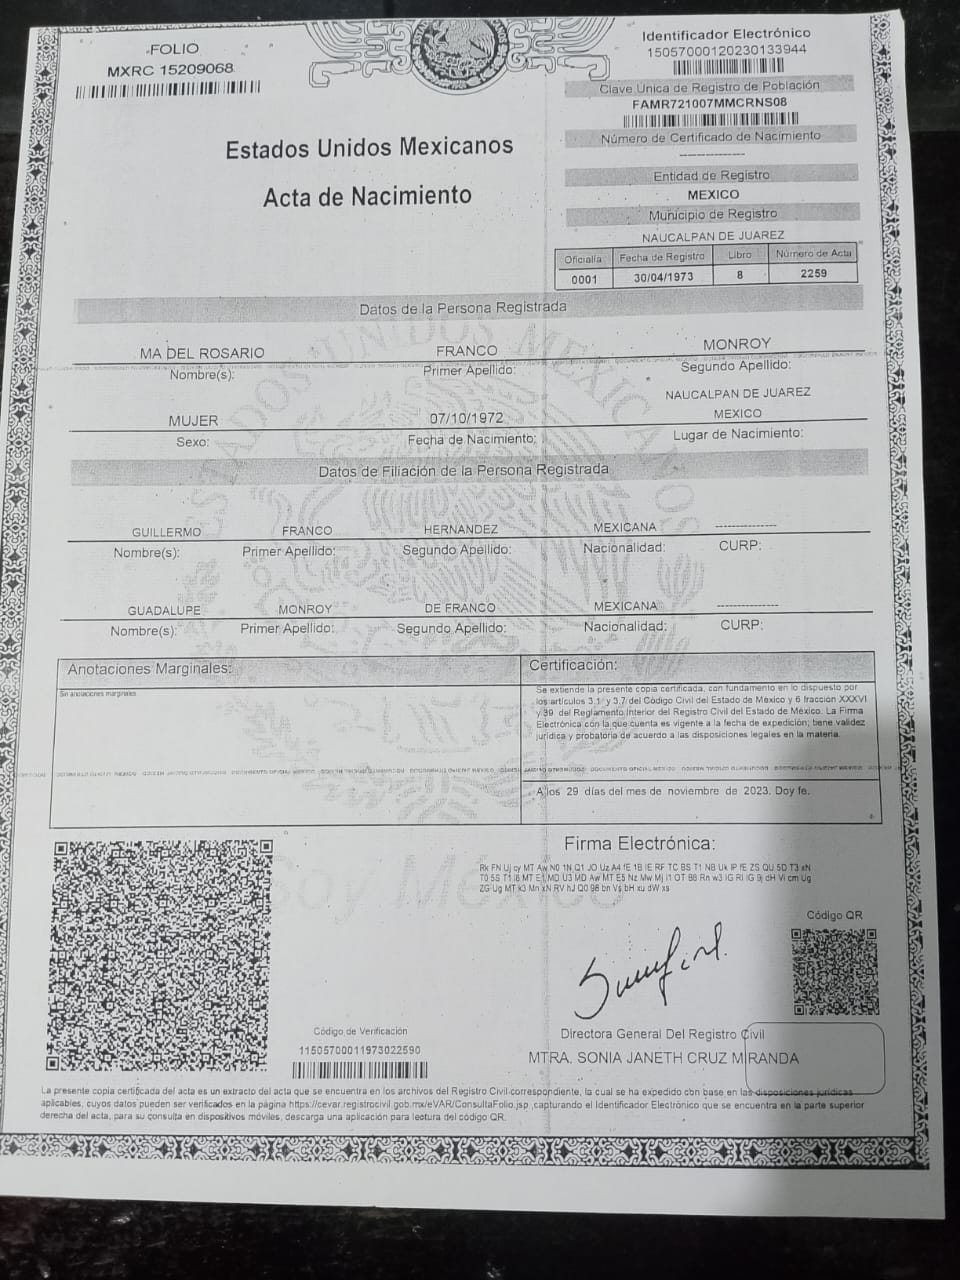 FOLIO
MXRC 15209068
Identificador Electrónico
15057000120230133944
Clave Única de Registro de Población
FAMR721007MMCRNS08
Número de Certificado de Nacimiento
---------------
Entidad de Registro
MEXICO
Municipio de Registro
NAUCALPAN DE JUAREZ
Oficialía Fecha de Registro Libro Número de Acta
0001 30/04/1973 8 2259
Estados Unidos Mexicanos
Acta de Nacimiento
Datos de la Persona Registrada
MA DEL ROSARIO FRANCO MONROY
Nombre(s): Primer Apellido: Segundo Apellido:
NAUCALPAN DE JUAREZ
MUJER 07/10/1972 MEXICO
Sexo: Fecha de Nacimiento: Lugar de Nacimiento:
Datos de Filiación de la Persona Registrada
GUILLERMO FRANCO HERNANDEZ MEXICANA ---------------
Nombre(s): Primer Apellido: Segundo Apellido: Nacionalidad: CURP:
GUADALUPE MONROY DE FRANCO MEXICANA ---------------
Nombre(s): Primer Apellido: Segundo Apellido: Nacionalidad: CURP:
Anotaciones Marginales:
Sin anotaciones marginales
Certificación:
Se extiende la presente copia certificada, con fundamento en lo dispuesto por
los artículos 3.1 y 3.7 del Código Civil del Estado de México y 6 fracción XXXVI
y 39 del Reglamento Interior del Registro Civil del Estado de México. La Firma
Electrónica con la que cuenta es vigente a la fecha de expedición; tiene validez
jurídica y probatoria de acuerdo a las disposiciones legales en la materia.
A los 29 días del mes de noviembre de 2023. Doy fe.
Firma Electrónica:
Soy México
Código QR
Código de Verificación
11505700011973022590
Directora General Del Registro Civil
MTRA. SONIA JANETH CRUZ MIRANDA
La presente copia certificada del acta es un extracto del acta que se encuentra en los archivos del Registro Civil correspondiente, la cual se ha expedido con base en las disposiciones jurídicas
aplicables, cuyos datos pueden ser verificados en la página https://cevar.registrocivil.gob.mx/eVAR/ConsultaFolio.jsp ,capturando el Identificador Electrónico que se encuentra en la parte superior
derecha del acta, para su consulta en dispositivos móviles, descarga una aplicación para lectura del código QR.